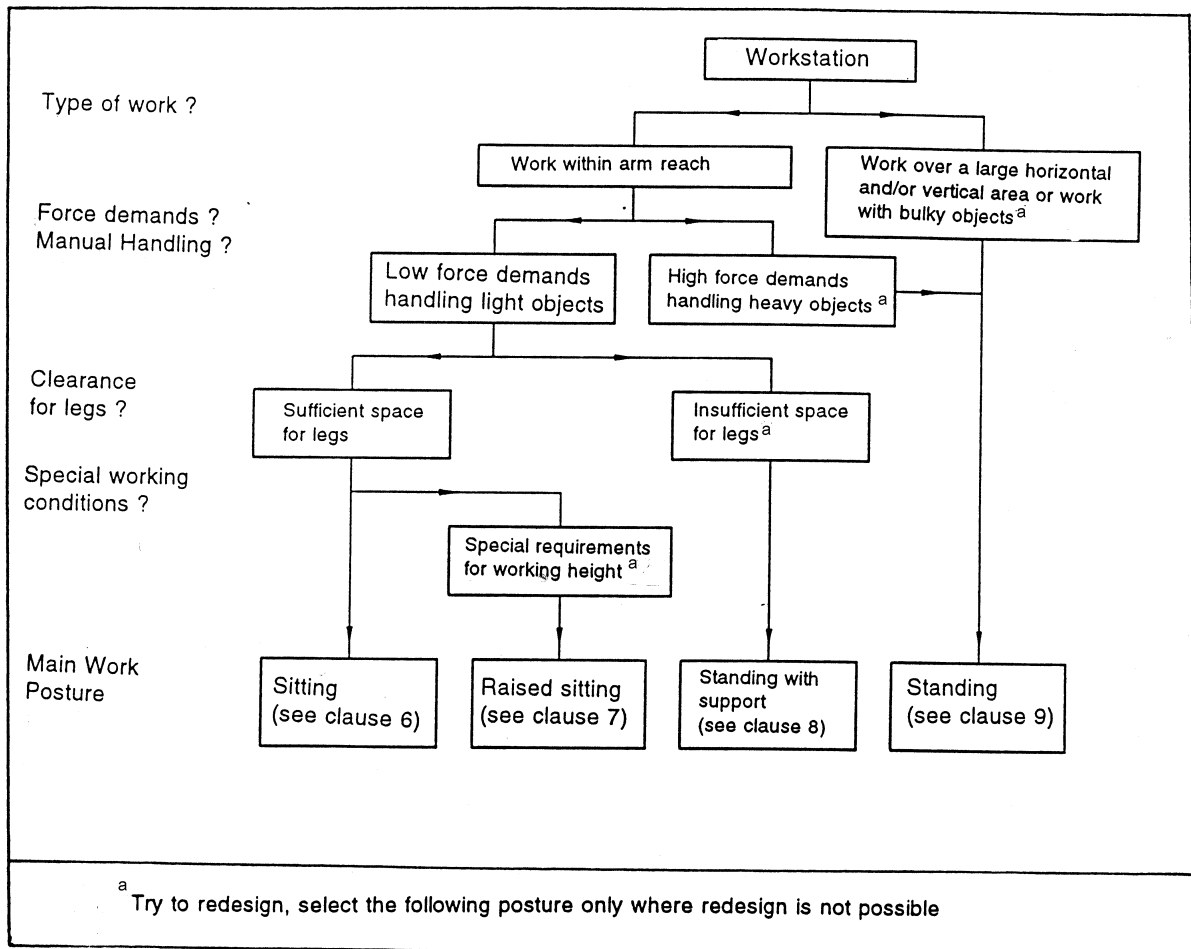 Workstation
Type of work ?
Work within arm reach
Work over a large horizontal
and/or vertical area or work
with bulky objects a
Force demands ?
Manual Handling ?
Low force demands
handling light objects
High force demands
handling heavy objects a
Clearance
for legs ?
Sufficient space
for legs
Insufficient space
for legs a
Special working
conditions ?
Special requirements
for working height a
Main Work
Posture
Sitting
(see clause 6)
Raised sitting
(see clause 7)
Standing with
support
(see clause 8)
Standing
(see clause 9)
a Try to redesign, select the following posture only where redesign is not possible